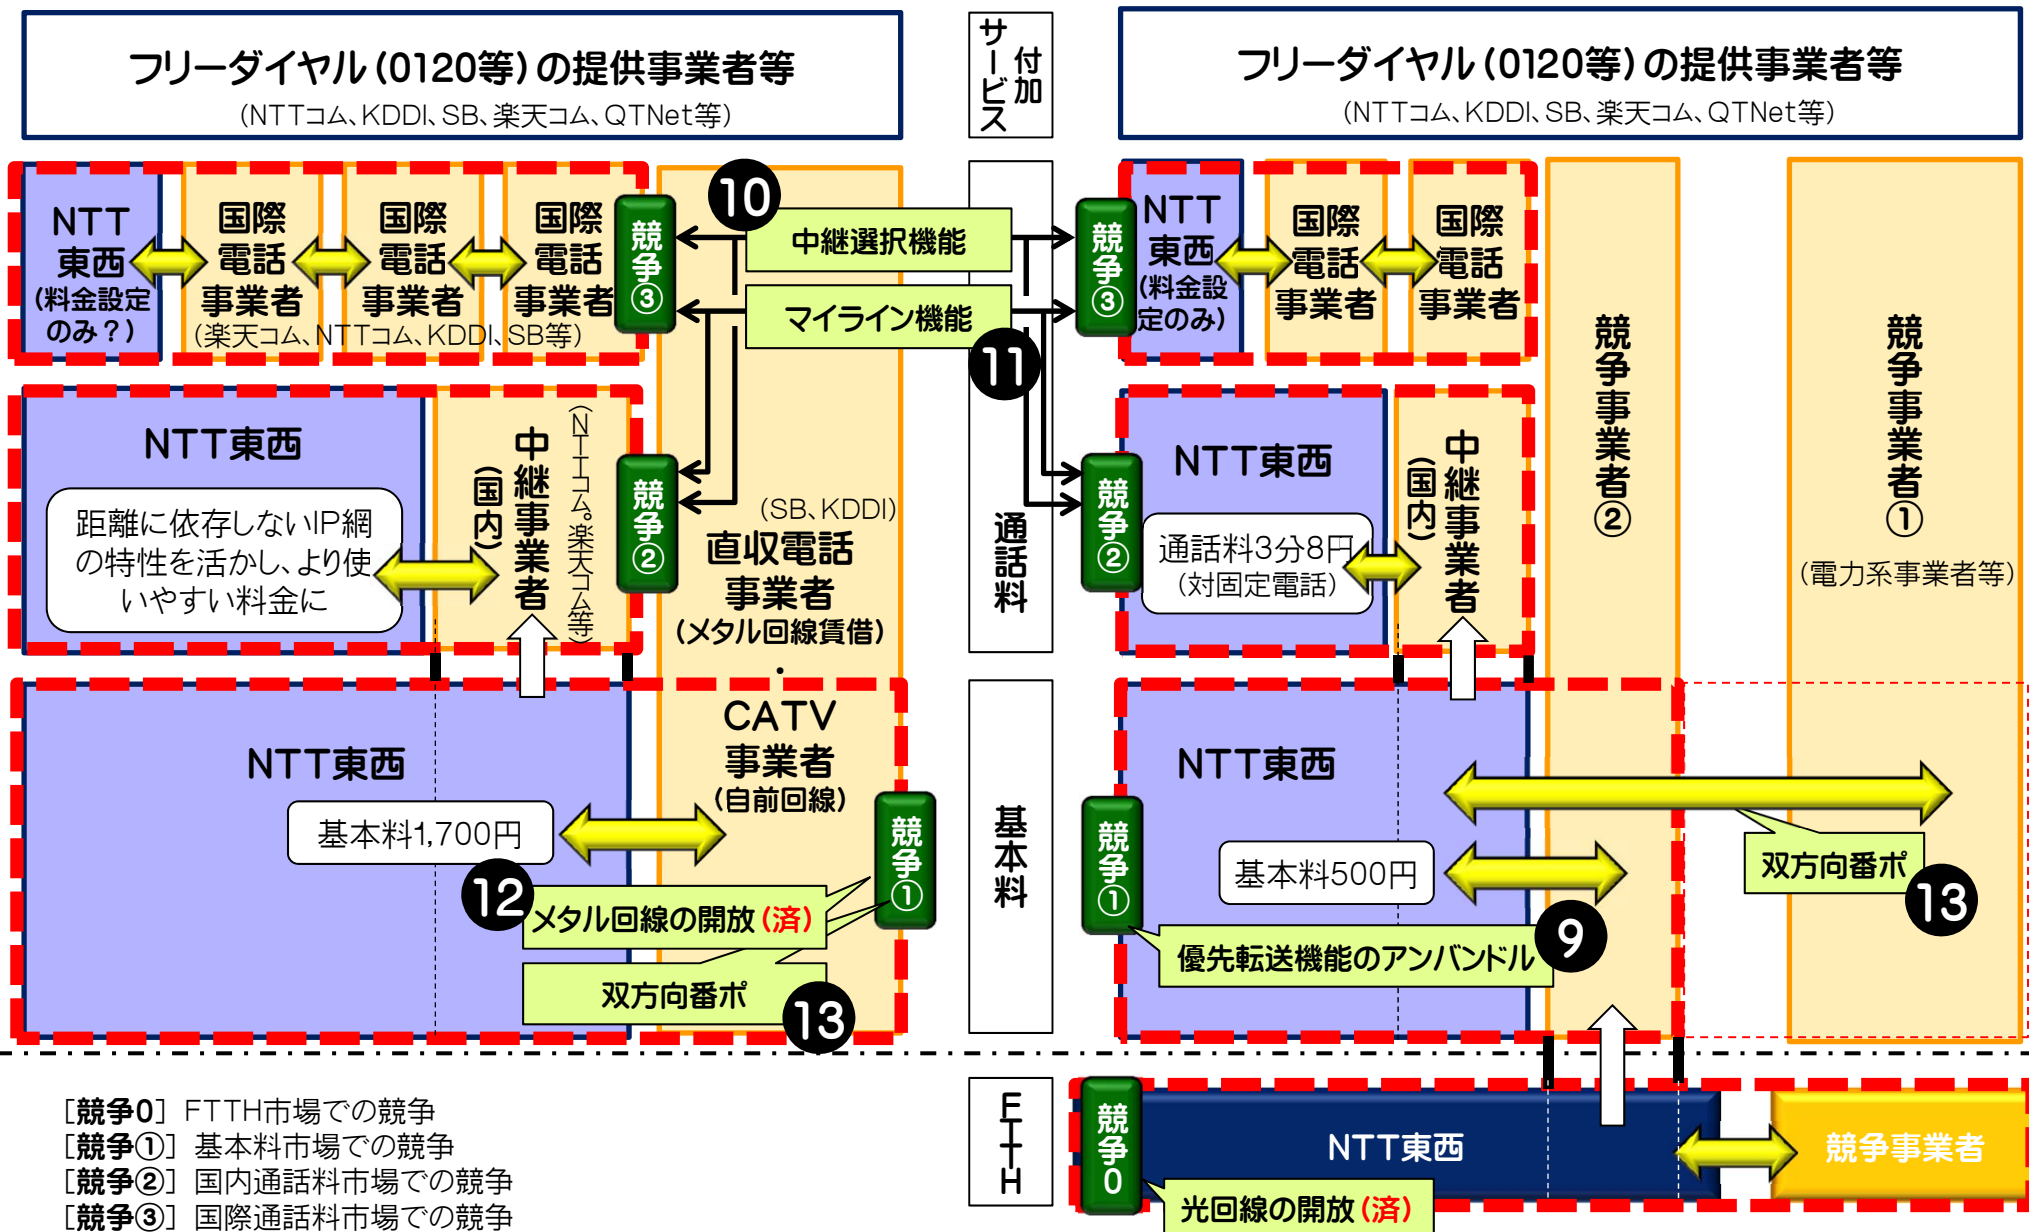 フリーダイヤル(0120等)の提供事業者等
(NTTコム、KDDI、SB、楽天コム、QTNet等)
付加
サービス
フリーダイヤル(0120等)の提供事業者等
(NTTコム、KDDI、SB、楽天コム、QTNet等)
NTT
東西
(料金設定
のみ？)
国際
電話
事業者
国際
電話
事業者
国際
電話
事業者
(楽天コム、NTTコム、KDDI、SB等)
競争③
10
中継選択機能
マイライン機能
11
競争③
NTT
東西
(料金設
定のみ)
国際
電話
事業者
国際
電話
事業者
NTT東西
距離に依存しないIP網
の特性を活かし、より使
いやすい料金に
中継事業者
(国内)
(NTTコム。楽天コム等)
競争②
(SB、KDDI)
直収電話
事業者
(メタル回線賃借)
・
CATV
事業者
(自前回線)
通話料
競争②
NTT東西
通話料3分8円
(対固定電話)
中継事業者
(国内)
競争事業者②
競争事業者①
(電力系事業者等)
NTT東西
基本料1,700円
12
メタル回線の開放(済)
双方向番ポ
13
競争①
基本料
競争①
NTT東西
基本料500円
優先転送機能のアンバンドル
9
双方向番ポ
13
[競争0] FTTH市場での競争
[競争①] 基本料市場での競争
[競争②] 国内通話料市場での競争
[競争③] 国際通話料市場での競争
FTTH
競争0
NTT東西
競争事業者
光回線の開放(済)